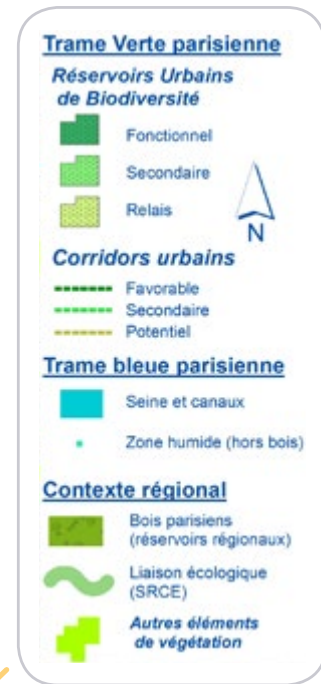 Trame Verte parisienne
Réservoirs Urbains
de Biodiversité
Fonctionnel
Secondaire
Relais
N
Corridors urbains
Favorable
Secondaire
Potentiel
Trame bleue parisienne
Seine et canaux
Zone humide (hors bois)
Contexte régional
Bois parisiens
(réservoirs régionaux)
Liaison écologique
(SRCE)
Autres éléments
de végétation